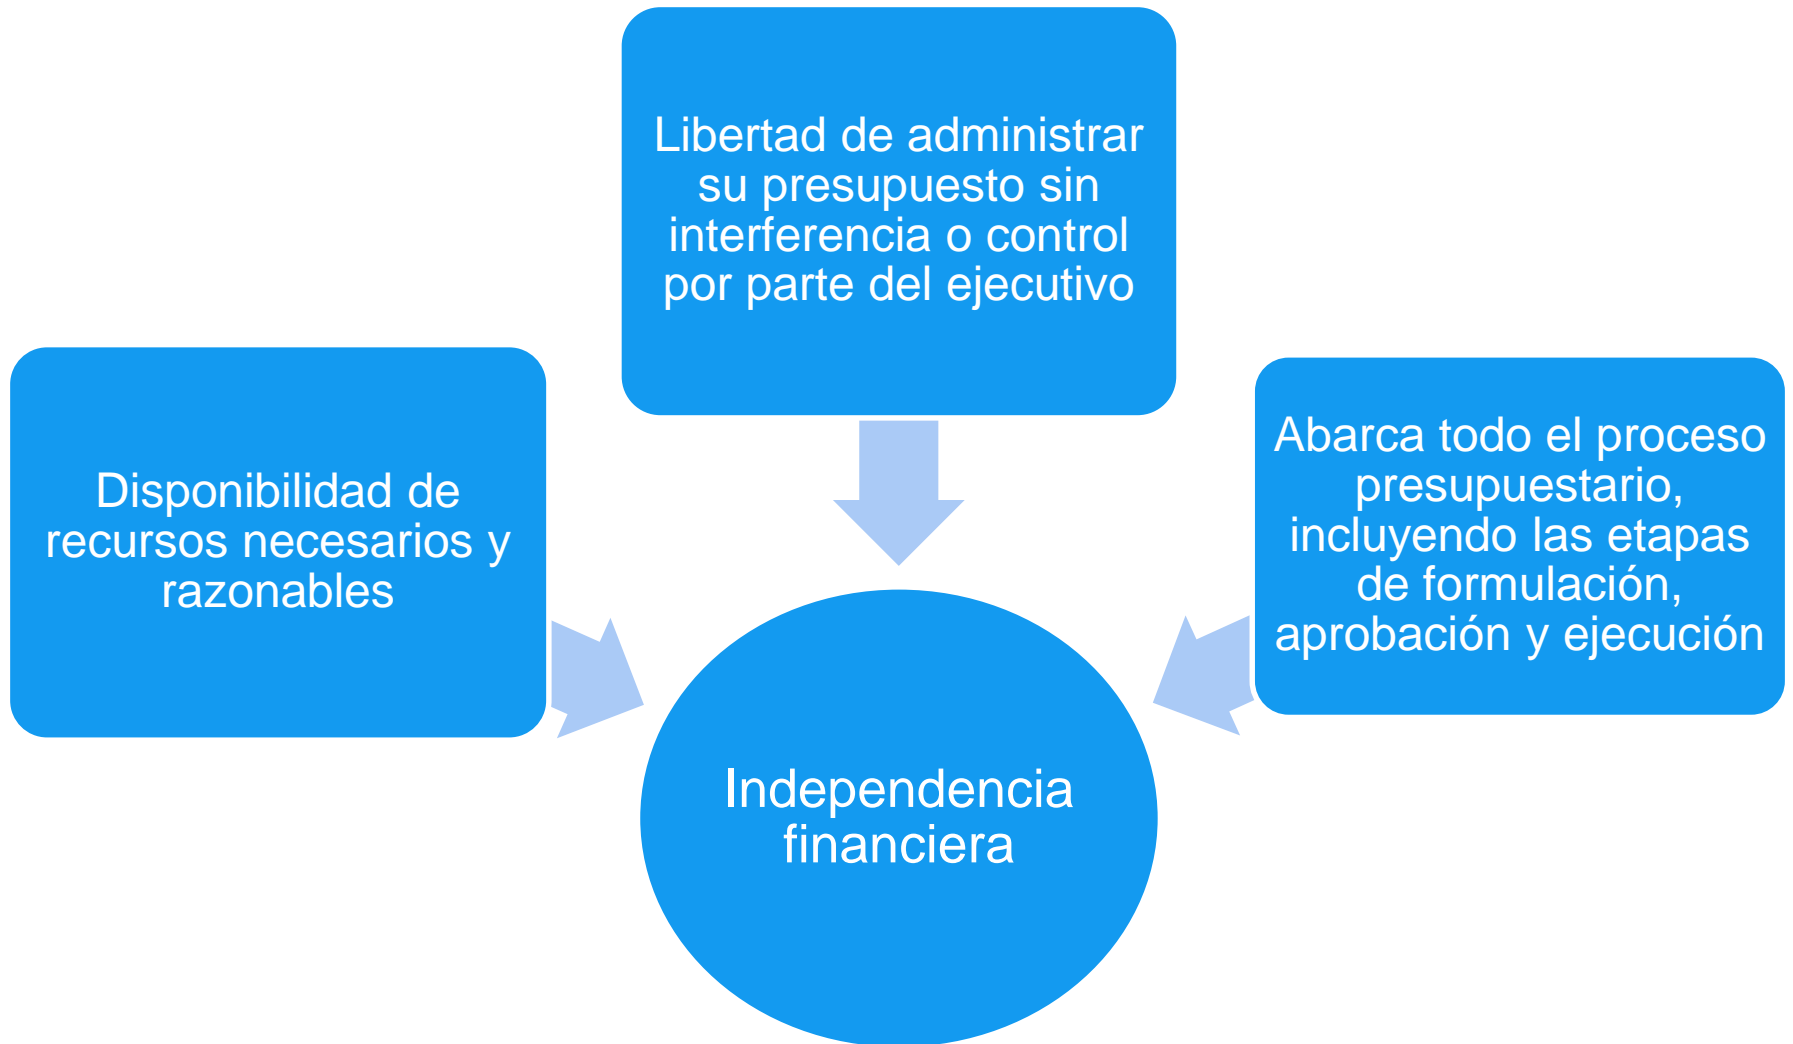 Libertad de administrar
su presupuesto sin
interferencia o control
por parte del ejecutivo
Disponibilidad de
recursos necesarios y
razonables
Abarca todo el proceso
presupuestario,
incluyendo las etapas
de formulación,
aprobación y ejecución
Independencia
financiera